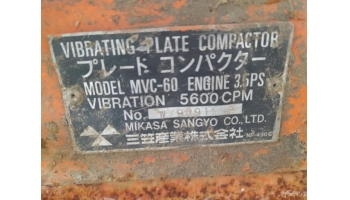 VIBRATING-PLATE COMPACTOR
プレード コンパクター
MODEL MVC-60 ENGINE 3.5PS
VIBRATION 5600 CPM
No.
MIKASA SANGYO CO.,LTD.
三笠産業株式会社